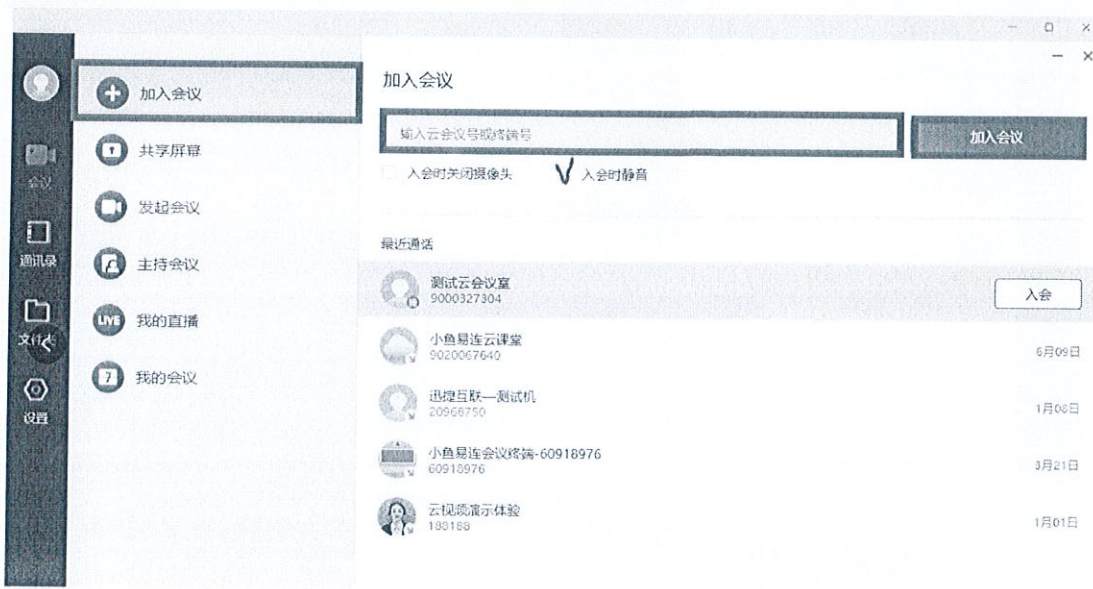 加入会议
共享屏幕
发起会议
主持会议
LIVE 我的直播
7 我的会议
会议
通讯录
设置
加入会议
输入云会议号或终端号
加入会议
入会时关闭摄像头
入会时静音
最近通话
测试云会议室
9000327304
入会
小鱼易连云课堂
9020067640
6月09日
迅捷互联—测试机
20968750
1月08日
小鱼易连会议终端-60918976
60918976
3月21日
云视频演示体验
188168
1月01日